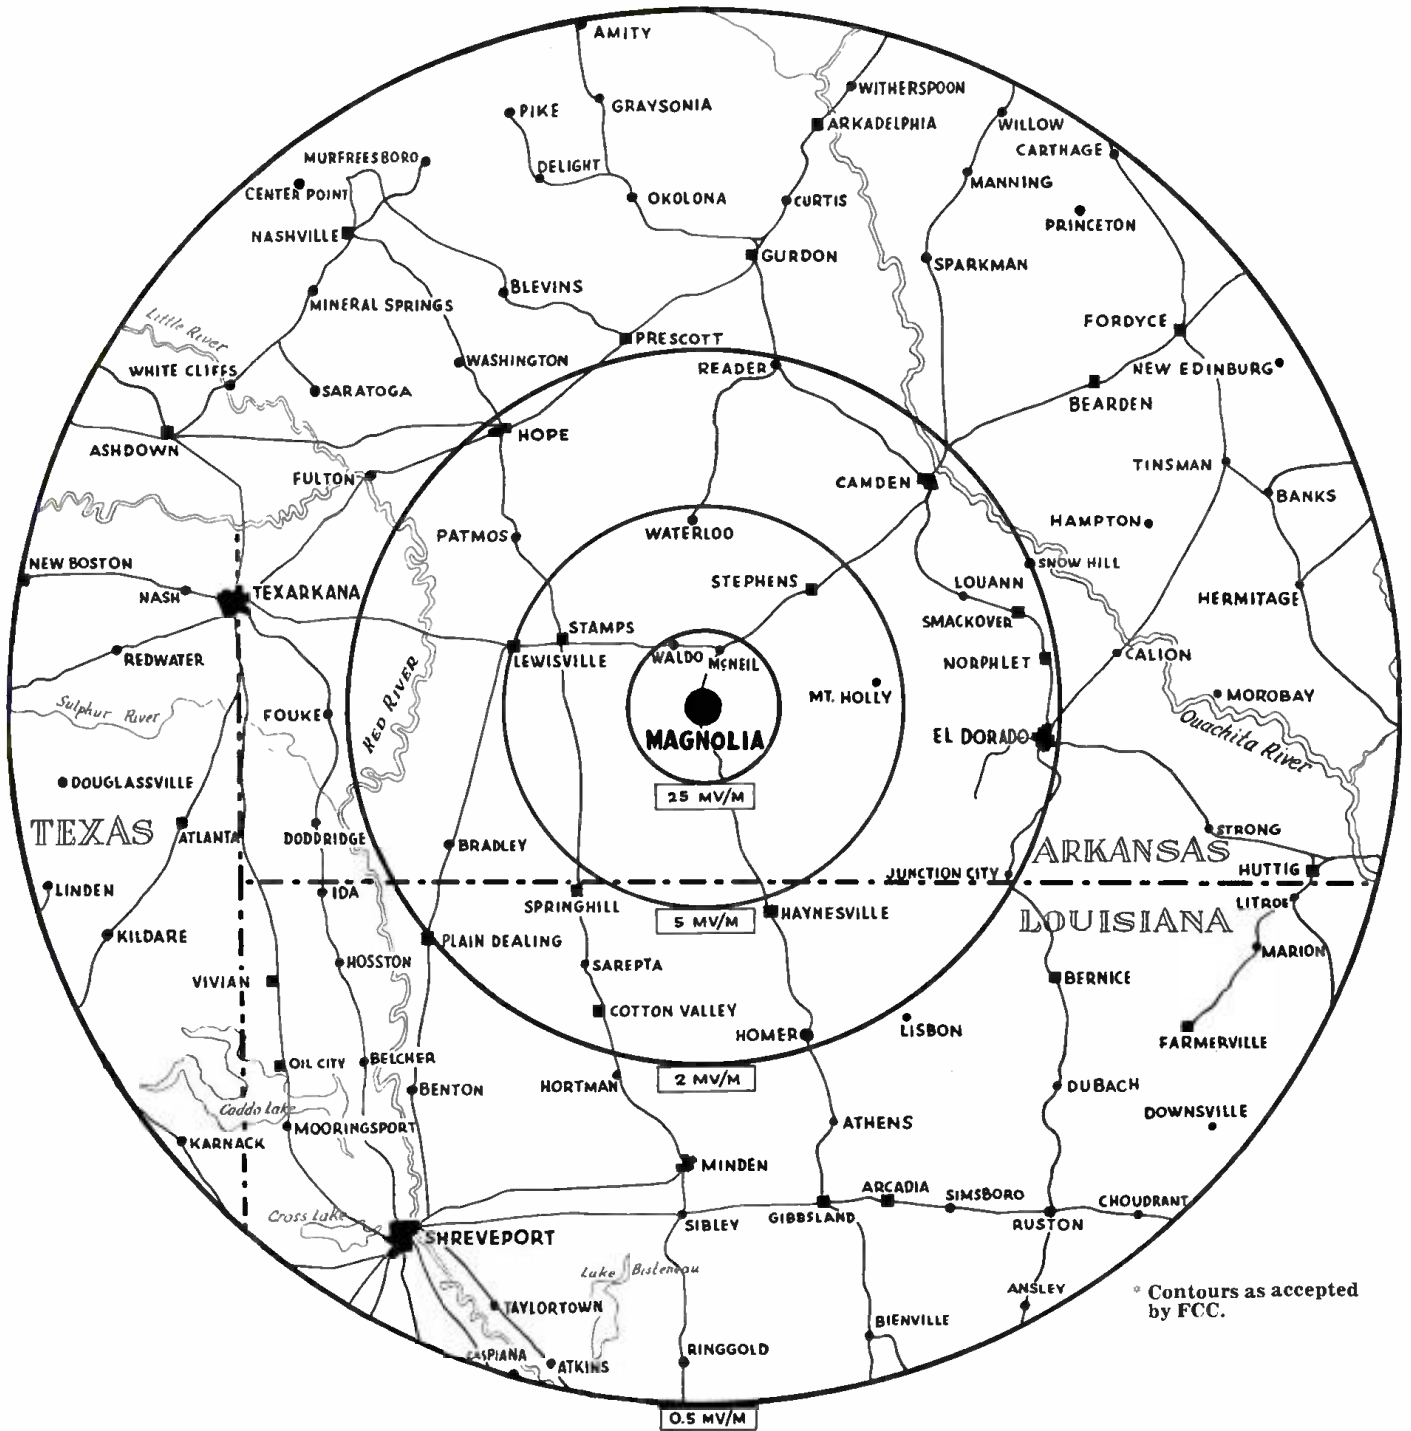 AMITY
WITHERSPOON
PIKE
GRAYSONIA
ARKADELPHIA
WILLOW
CARTHAGE
MURFREESBORO
DELIGHT
CENTER POINT
MANNING
OKOLONA
CURTIS
PRINCETON
NASHVILLE
GURDON
SPARKMAN
BLEVINS
MINERAL SPRINGS
Little River
FORDYCE
PRESCOTT
WHITE CLIFFS
WASHINGTON
READER
NEW EDINBURG
SARATOGA
BEARDEN
HOPE
ASHDOWN
TINSMAN
FULTON
CAMDEN
BANKS
HAMPTON
PATMOS
WATERLOO
NEW BOSTON
SNOW HILL
NASH
TEXARKANA
STEPHENS
LOUANN
HERMITAGE
SMACKOVER
STAMPS
REDWATER
LEWISVILLE
WALDO
McNEIL
NORPHLET
CALION
RED RIVER
MT. HOLLY
MOROBAY
Sulphur River
FOUKE
Ouachita River
MAGNOLIA
EL DORADO
DOUGLASSVILLE
25 MV/M
TEXAS
ATLANTA
DODDRIDGE
BRADLEY
STRONG
ARKANSAS
JUNCTION CITY
HUTTIG
LINDEN
IDA
SPRINGHILL
5 MV/M
HAYNESVILLE
LOUISIANA
LITROE
KILDARE
PLAIN DEALING
MARION
HOSSTON
SAREPTA
VIVIAN
BERNICE
COTTON VALLEY
HOMER
LISBON
FARMERVILLE
OIL CITY
BELCHER
2 MV/M
BENTON
HORTMAN
DUBACH
Caddo Lake
DOWNSVILLE
MOORINGSPORT
ATHENS
KARNACK
MINDEN
ARCADIA
SIMSBORO
CHOUDRANT
Cross Lake
SIBLEY
GIBBSLAND
RUSTON
SHREVEPORT
Lake Bisteneau
ANSLEY
* Contours as accepted
by FCC.
TAYLORTOWN
BIENVILLE
RINGGOLD
CASPIANA
ATKINS
0.5 MV/M